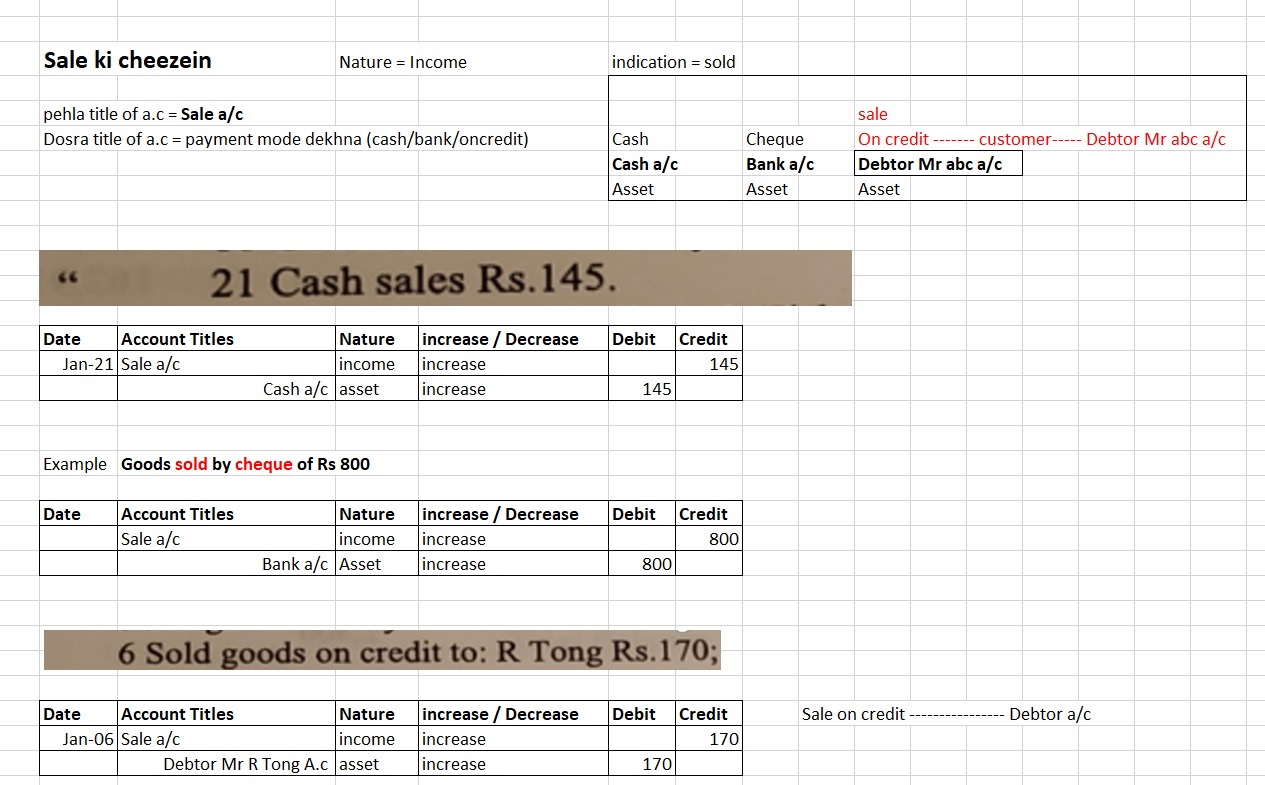 Sale ki cheezein Nature = Income indication = sold
pehla title of a.c = Sale a/c sale
Dosra title of a.c = payment mode dekhna (cash/bank/oncredit) Cash Cheque On credit ------- customer----- Debtor Mr abc a/c
Cash a/c Bank a/c Debtor Mr abc a/c
Asset Asset Asset
“ 21 Cash sales Rs.145.
Date Account Titles Nature increase / Decrease Debit Credit
Jan-21 Sale a/c income increase 145
Cash a/c asset increase 145
Example Goods sold by cheque of Rs 800
Date Account Titles Nature increase / Decrease Debit Credit
Sale a/c income increase 800
Bank a/c Asset increase 800
6 Sold goods on credit to: R Tong Rs.170;
Date Account Titles Nature increase / Decrease Debit Credit Sale on credit ---------------- Debtor a/c
Jan-06 Sale a/c income increase 170
Debtor Mr R Tong A.c asset increase 170